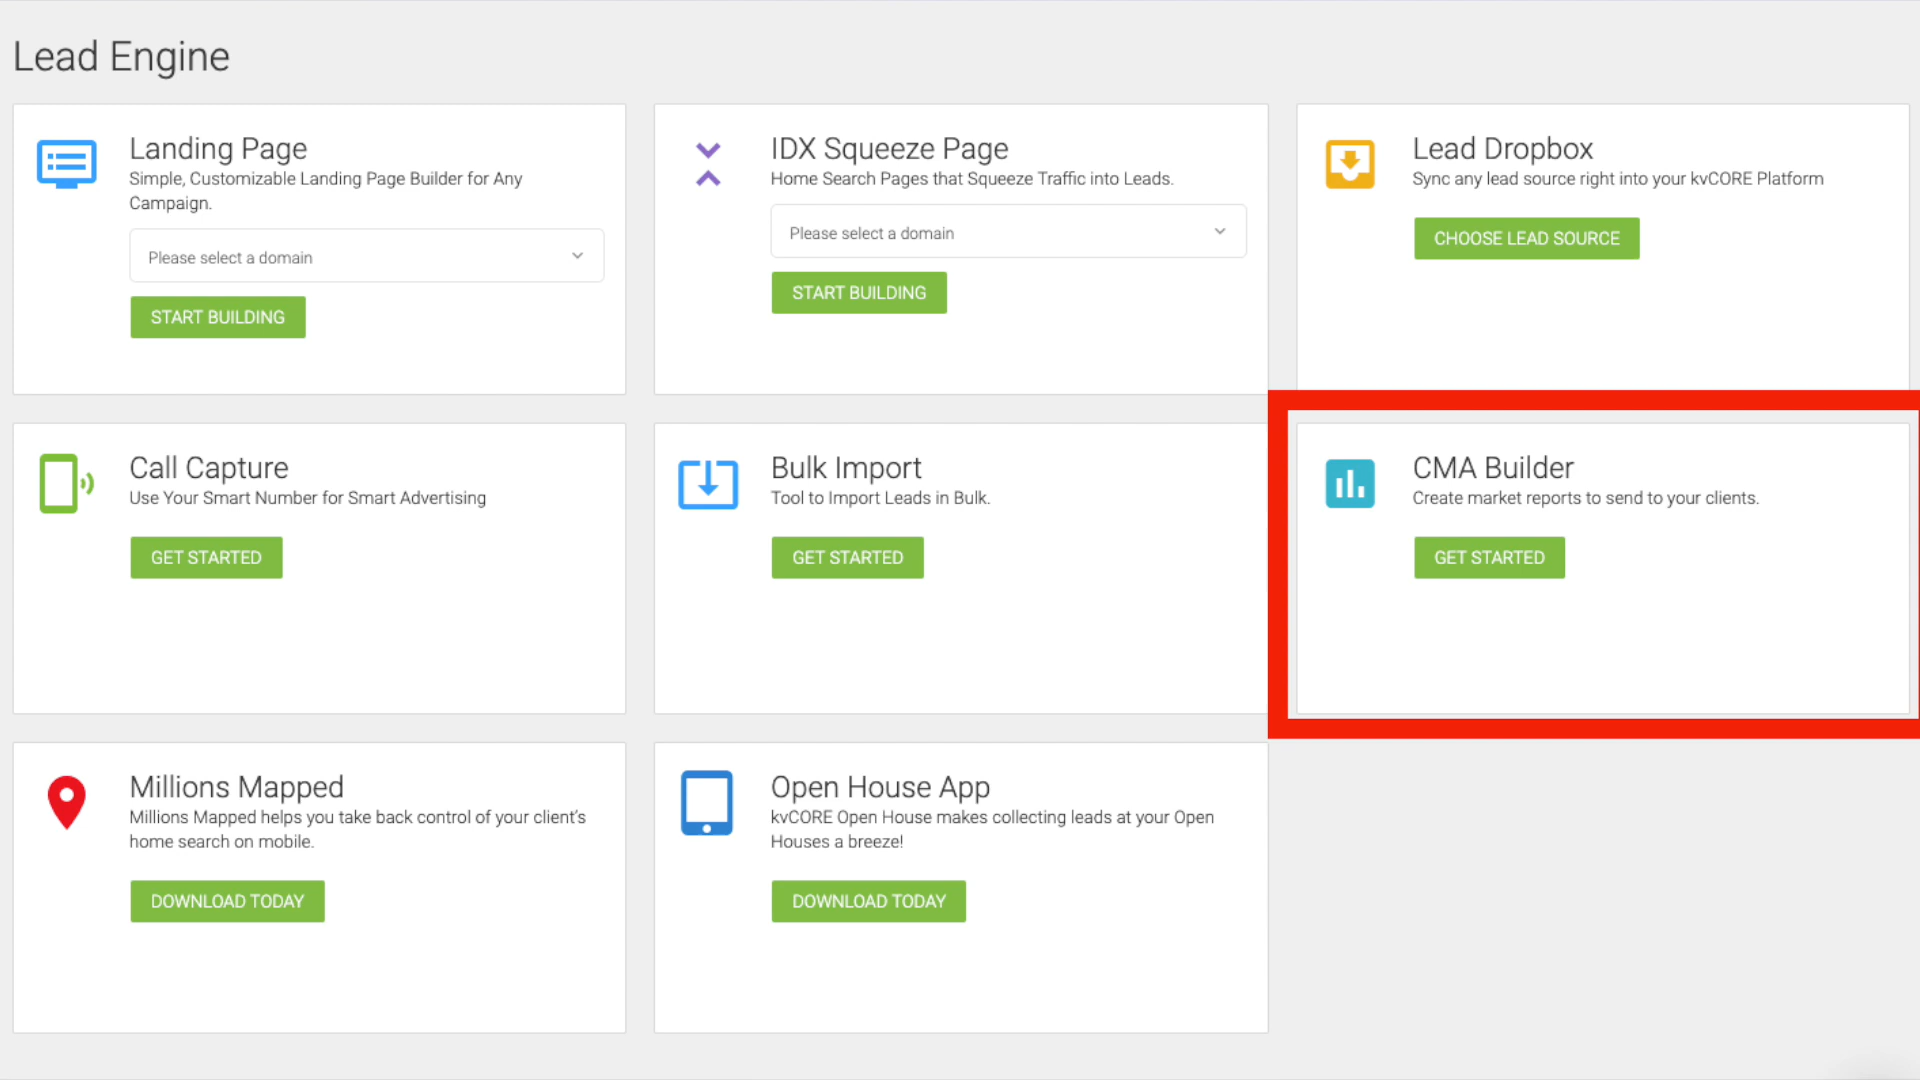 Lead Engine
Landing Page
Simple, Customizable Landing Page Builder for Any
Campaign.
Please select a domain
START BUILDING
IDX Squeeze Page
Home Search Pages that Squeeze Traffic into Leads.
Please select a domain
START BUILDING
Lead Dropbox
Sync any lead source right into your kvCORE Platform
CHOOSE LEAD SOURCE
Call Capture
Use Your Smart Number for Smart Advertising
GET STARTED
Bulk Import
Tool to Import Leads in Bulk.
GET STARTED
CMA Builder
Create market reports to send to your clients.
GET STARTED
Millions Mapped
Millions Mapped helps you take back control of your client's
home search on mobile.
DOWNLOAD TODAY
Open House App
kvCORE Open House makes collecting leads at your Open
Houses a breeze!
DOWNLOAD TODAY